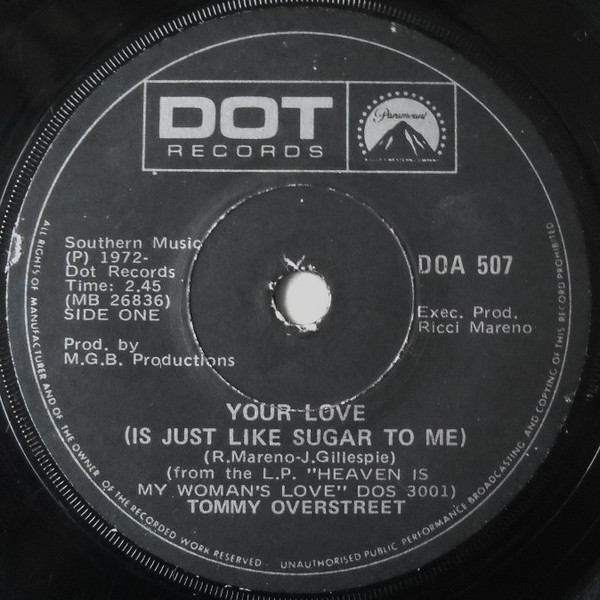 DOT
RECORDS
Paramount
Southern Music
(P) 1972-
Dot Records
Time: 2.45
(MB 26836)
SIDE ONE
Prod. by
M.G.B. Productions
DOA 507
Exec. Prod.
Ricci Mareno
YOUR LOVE
(IS JUST LIKE SUGAR TO ME)
(R.Mareno-J.Gillespie)
(from the L.P. "HEAVEN IS
MY WOMAN'S LOVE" DOS 3001)
TOMMY OVERSTREET
ALL RIGHTS OF MANUFACTURER AND OF THE OWNER OF THE RECORDED WORK RESERVED. UNAUTHORISED PUBLIC PERFORMANCE BROADCASTING AND COPYING OF THIS RECORD PROHIBITED